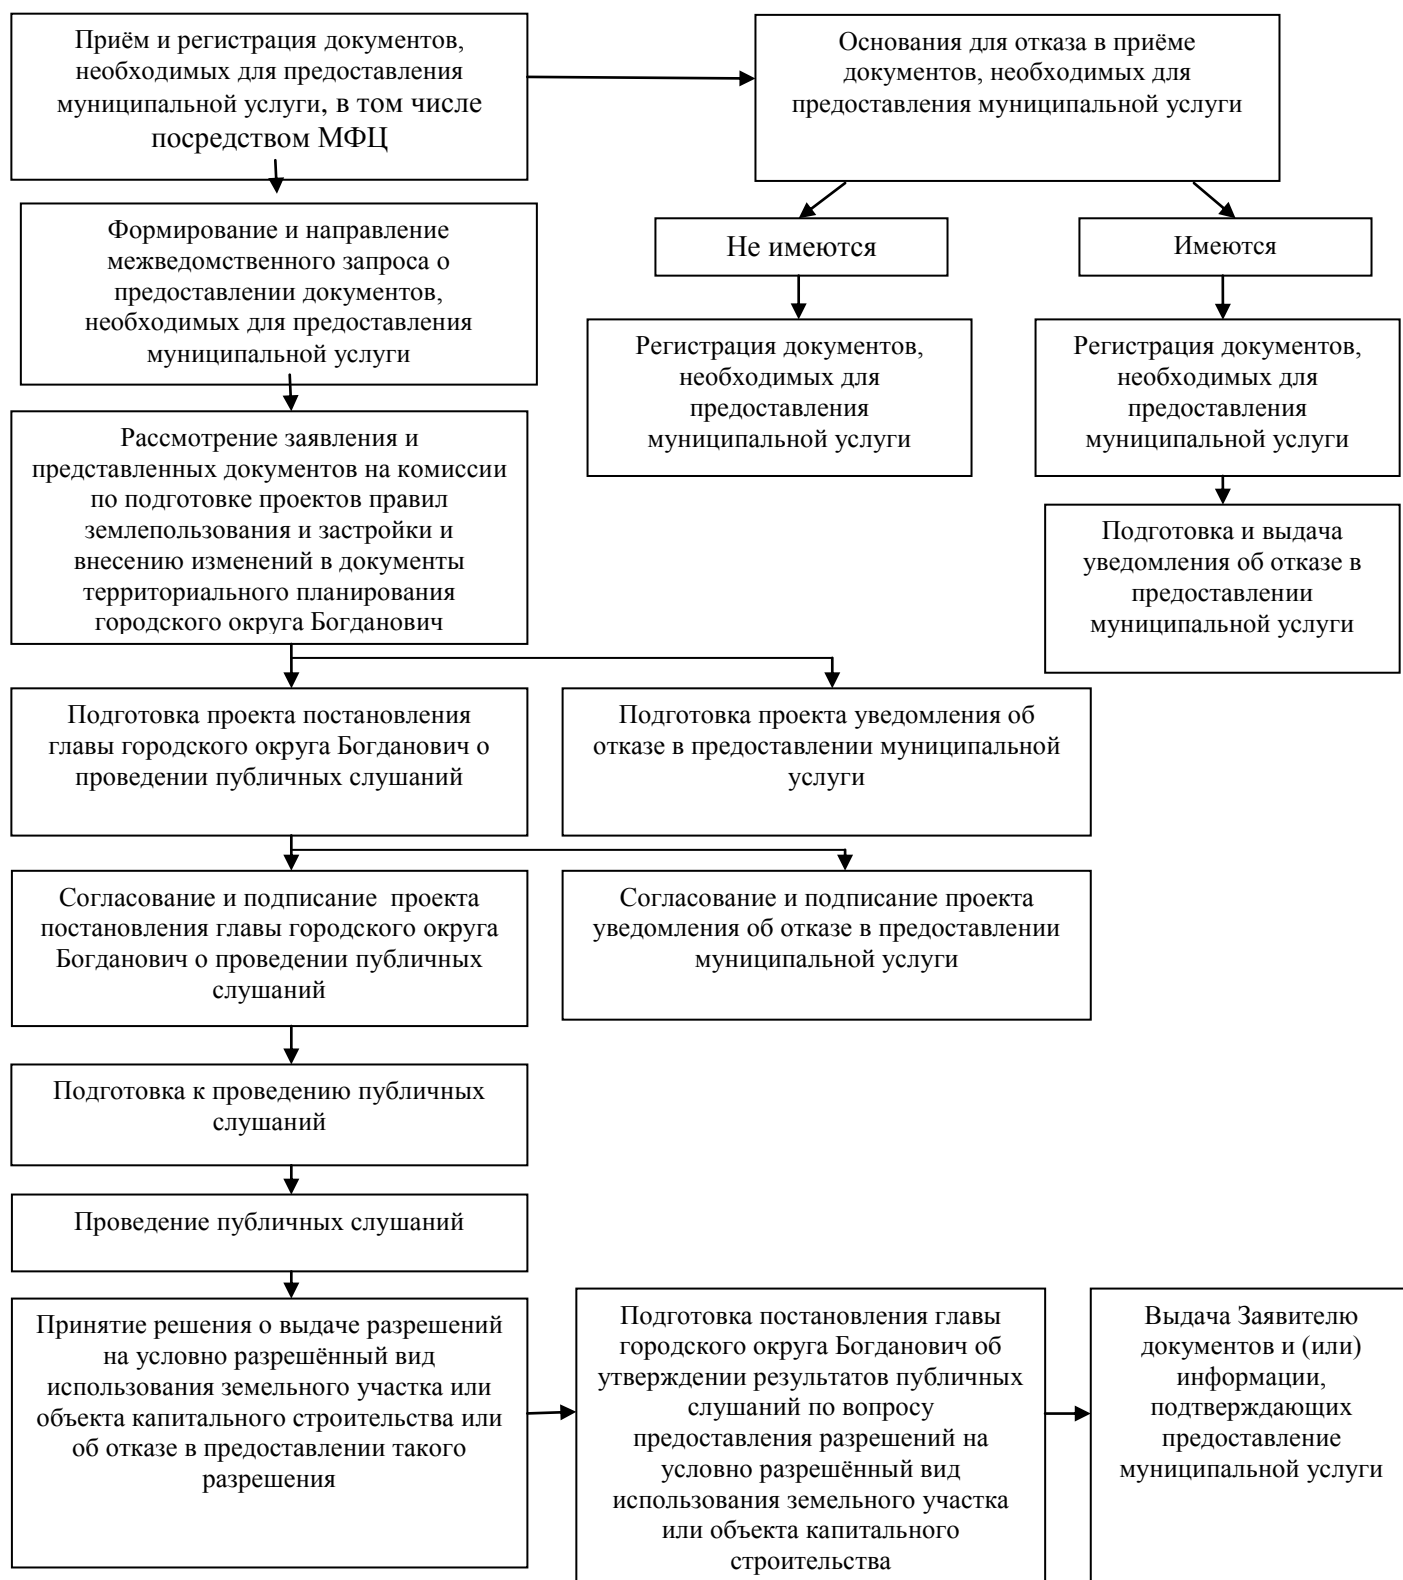 Приём и регистрация документов,
необходимых для предоставления
муниципальной услуги, в том числе
посредством МФЦ
Основания для отказа в приёме
документов, необходимых для
предоставления муниципальной услуги
Формирование и направление
межведомственного запроса о
предоставлении документов,
необходимых для предоставления
муниципальной услуги
Не имеются
Имеются
Регистрация документов,
необходимых для
предоставления
муниципальной услуги
Регистрация документов,
необходимых для
предоставления
муниципальной услуги
Рассмотрение заявления и
представленных документов на комиссии
по подготовке проектов правил
землепользования и застройки и
внесению изменений в документы
территориального планирования
городского округа Богданович
Подготовка и выдача
уведомления об отказе в
предоставлении
муниципальной услуги
Подготовка проекта постановления
главы городского округа Богданович о
проведении публичных слушаний
Подготовка проекта уведомления об
отказе в предоставлении муниципальной
услуги
Согласование и подписание  проекта
постановления главы городского округа
Богданович о проведении публичных
слушаний
Согласование и подписание проекта
уведомления об отказе в предоставлении
муниципальной услуги
Подготовка к проведению публичных
слушаний
Проведение публичных слушаний
Принятие решения о выдаче разрешений
на условно разрешённый вид
использования земельного участка или
объекта капитального строительства или
об отказе в предоставлении такого
разрешения
Подготовка постановления главы
городского округа Богданович об
утверждении результатов публичных
слушаний по вопросу
предоставления разрешений на
условно разрешённый вид
использования земельного участка
или объекта капитального
строительства
Выдача Заявителю
документов и (или)
информации,
подтверждающих
предоставление
муниципальной услуги